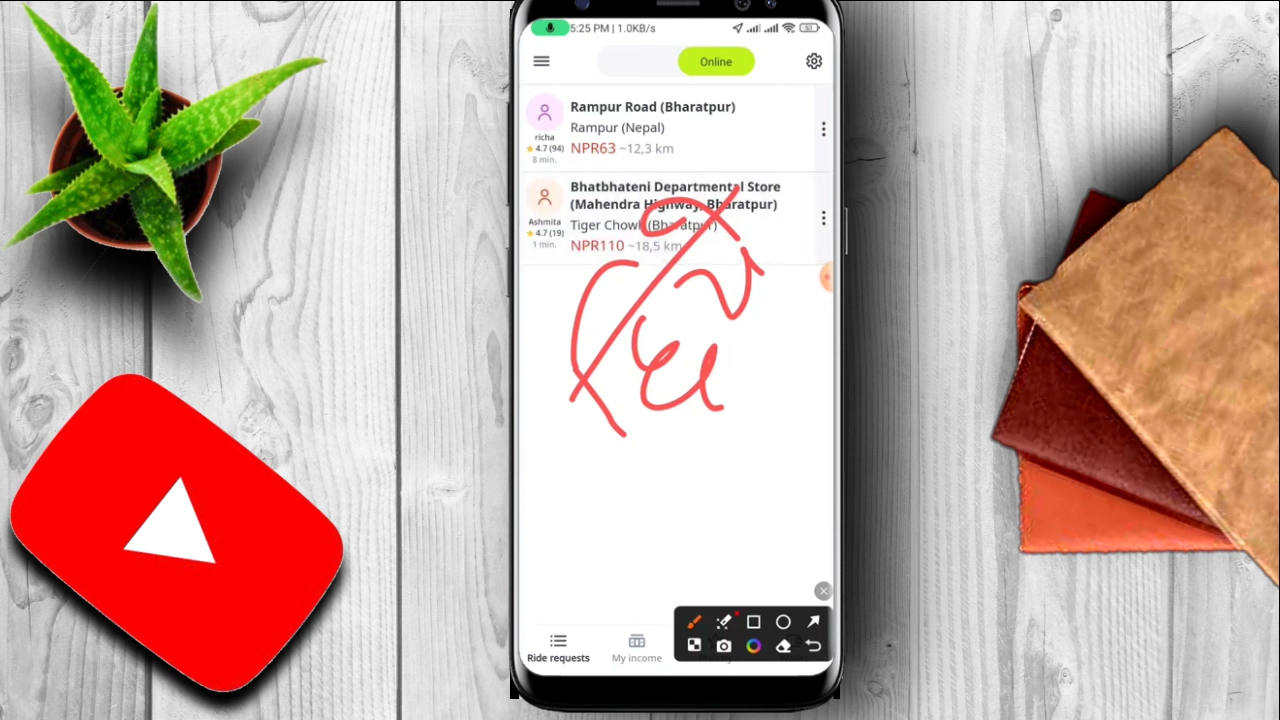 5:25 PM | 1.0KB/s
53
Online
Rampur Road (Bharatpur)
Rampur (Nepal)
NPR63 ~12,3 km
richa
4.7 (94)
8 min.
Bhatbhateni Departmental Store
(Mahendra Highway, Bharatpur)
Tiger Chowk (Bharatpur)
NPR110 ~18,5 km
Ashmita
4.7 (19)
1 min.
Ride requests
My income